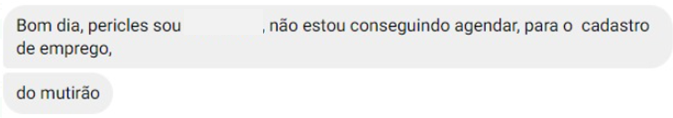 Bom dia, pericles sou , não estou conseguindo agendar, para o cadastro
de emprego,
do mutirão